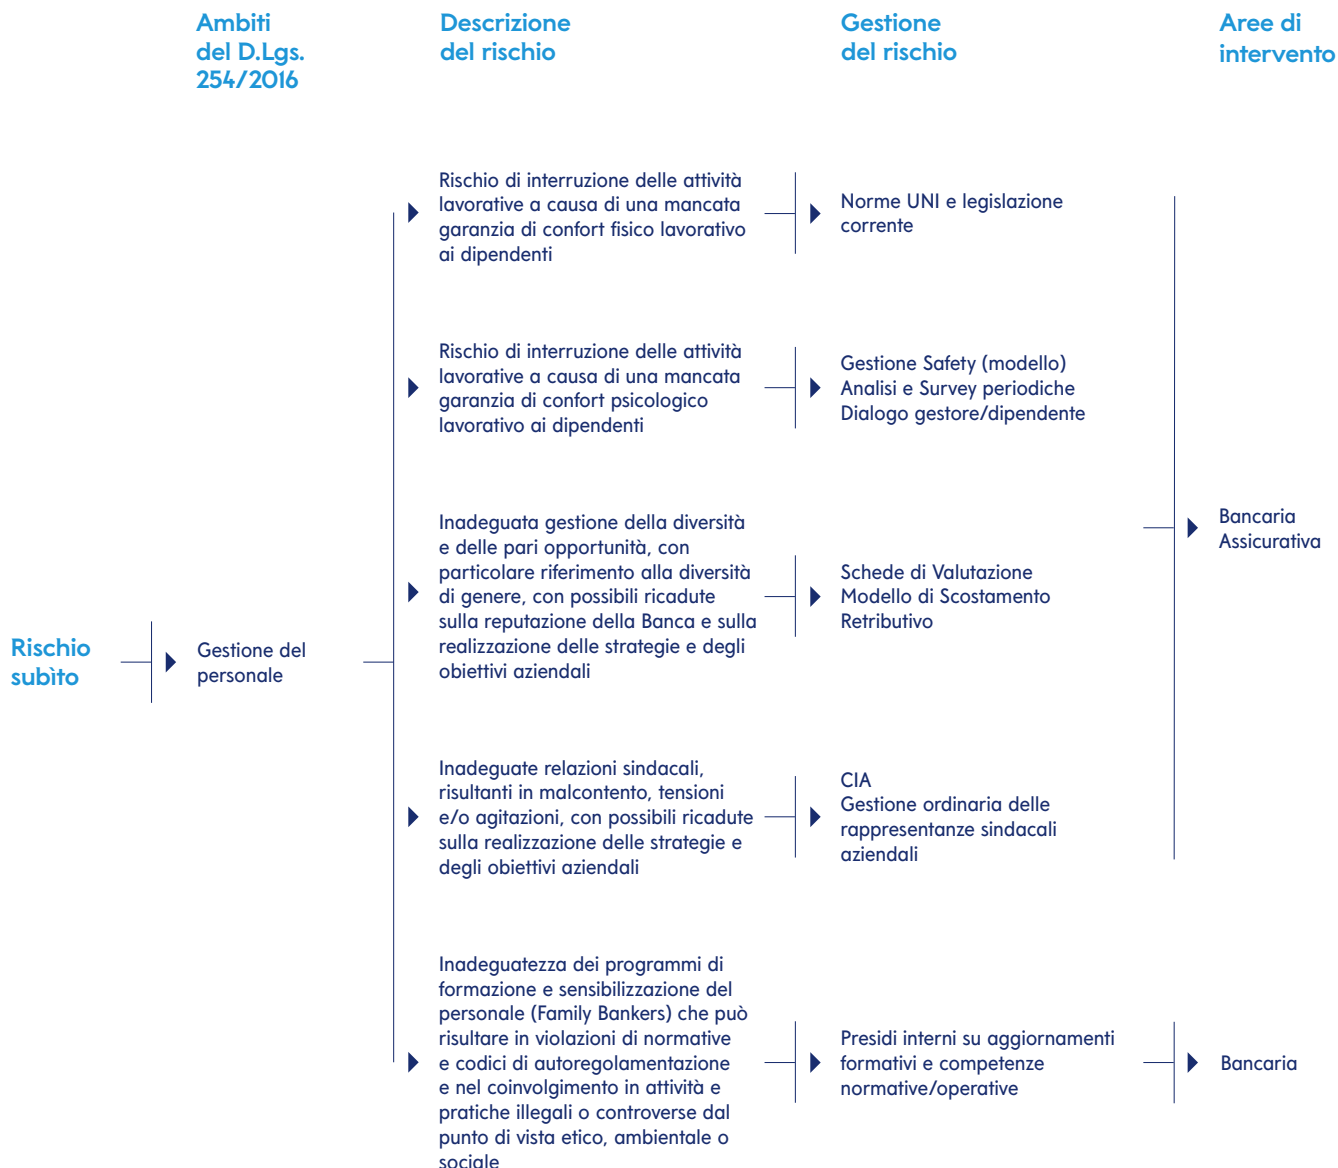 Ambiti
del D.Lgs.
254/2016
Descrizione
del rischio
Gestione
del rischio
Aree di
intervento
Rischio
subìto
Gestione del
personale
Rischio di interruzione delle attività
lavorative a causa di una mancata
garanzia di confort fisico lavorativo
ai dipendenti
Norme UNI e legislazione
corrente
Rischio di interruzione delle attività
lavorative a causa di una mancata
garanzia di confort psicologico
lavorativo ai dipendenti
Gestione Safety (modello)
Analisi e Survey periodiche
Dialogo gestore/dipendente
Inadeguata gestione della diversità
e delle pari opportunità, con
particolare riferimento alla diversità
di genere, con possibili ricadute
sulla reputazione della Banca e sulla
realizzazione delle strategie e degli
obiettivi aziendali
Schede di Valutazione
Modello di Scostamento
Retributivo
Inadeguate relazioni sindacali,
risultanti in malcontento, tensioni
e/o agitazioni, con possibili ricadute
sulla realizzazione delle strategie e
degli obiettivi aziendali
CIA
Gestione ordinaria delle
rappresentanze sindacali
aziendali
Bancaria
Assicurativa
Inadeguatezza dei programmi di
formazione e sensibilizzazione del
personale (Family Bankers) che può
risultare in violazioni di normative
e codici di autoregolamentazione
e nel coinvolgimento in attività e
pratiche illegali o controverse dal
punto di vista etico, ambientale o
sociale
Presidi interni su aggiornamenti
formativi e competenze
normative/operative
Bancaria